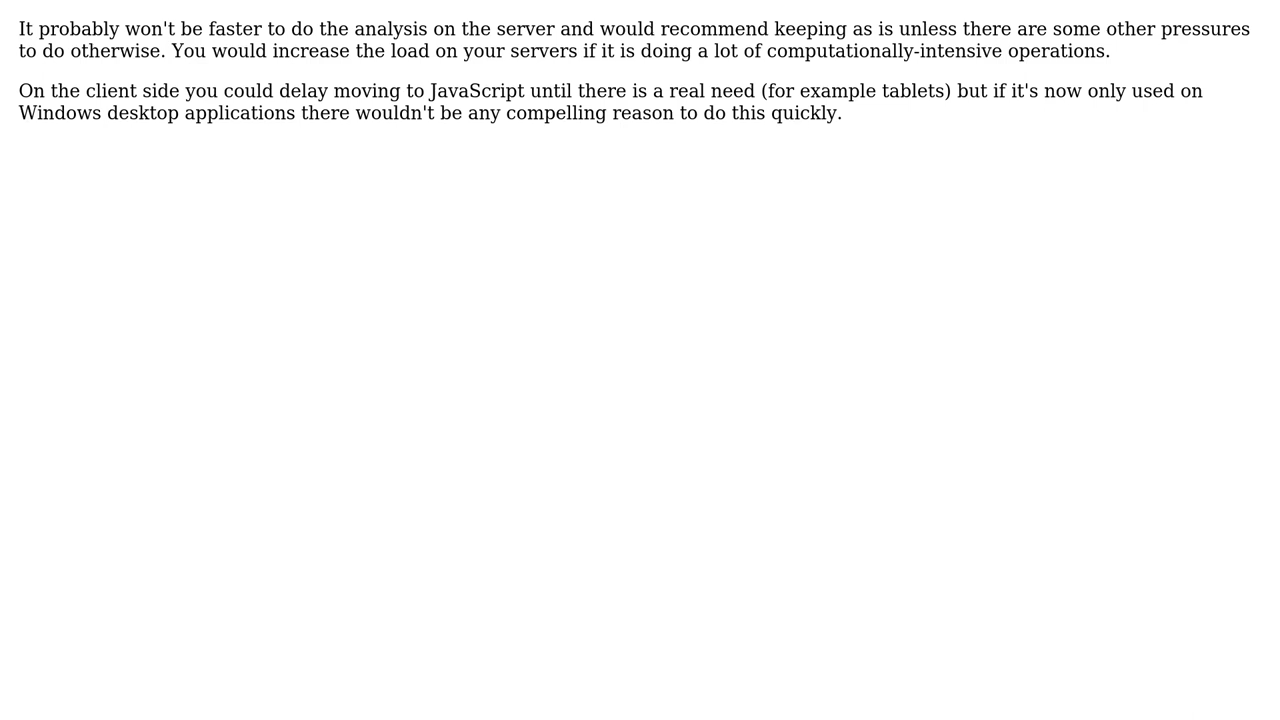 It probably won't be faster to do the analysis on the server and would recommend keeping as is unless there are some other pressures
to do otherwise. You would increase the load on your servers if it is doing a lot of computationally-intensive operations.
On the client side you could delay moving to JavaScript until there is a real need (for example tablets) but if it's now only used on
Windows desktop applications there wouldn't be any compelling reason to do this quickly.